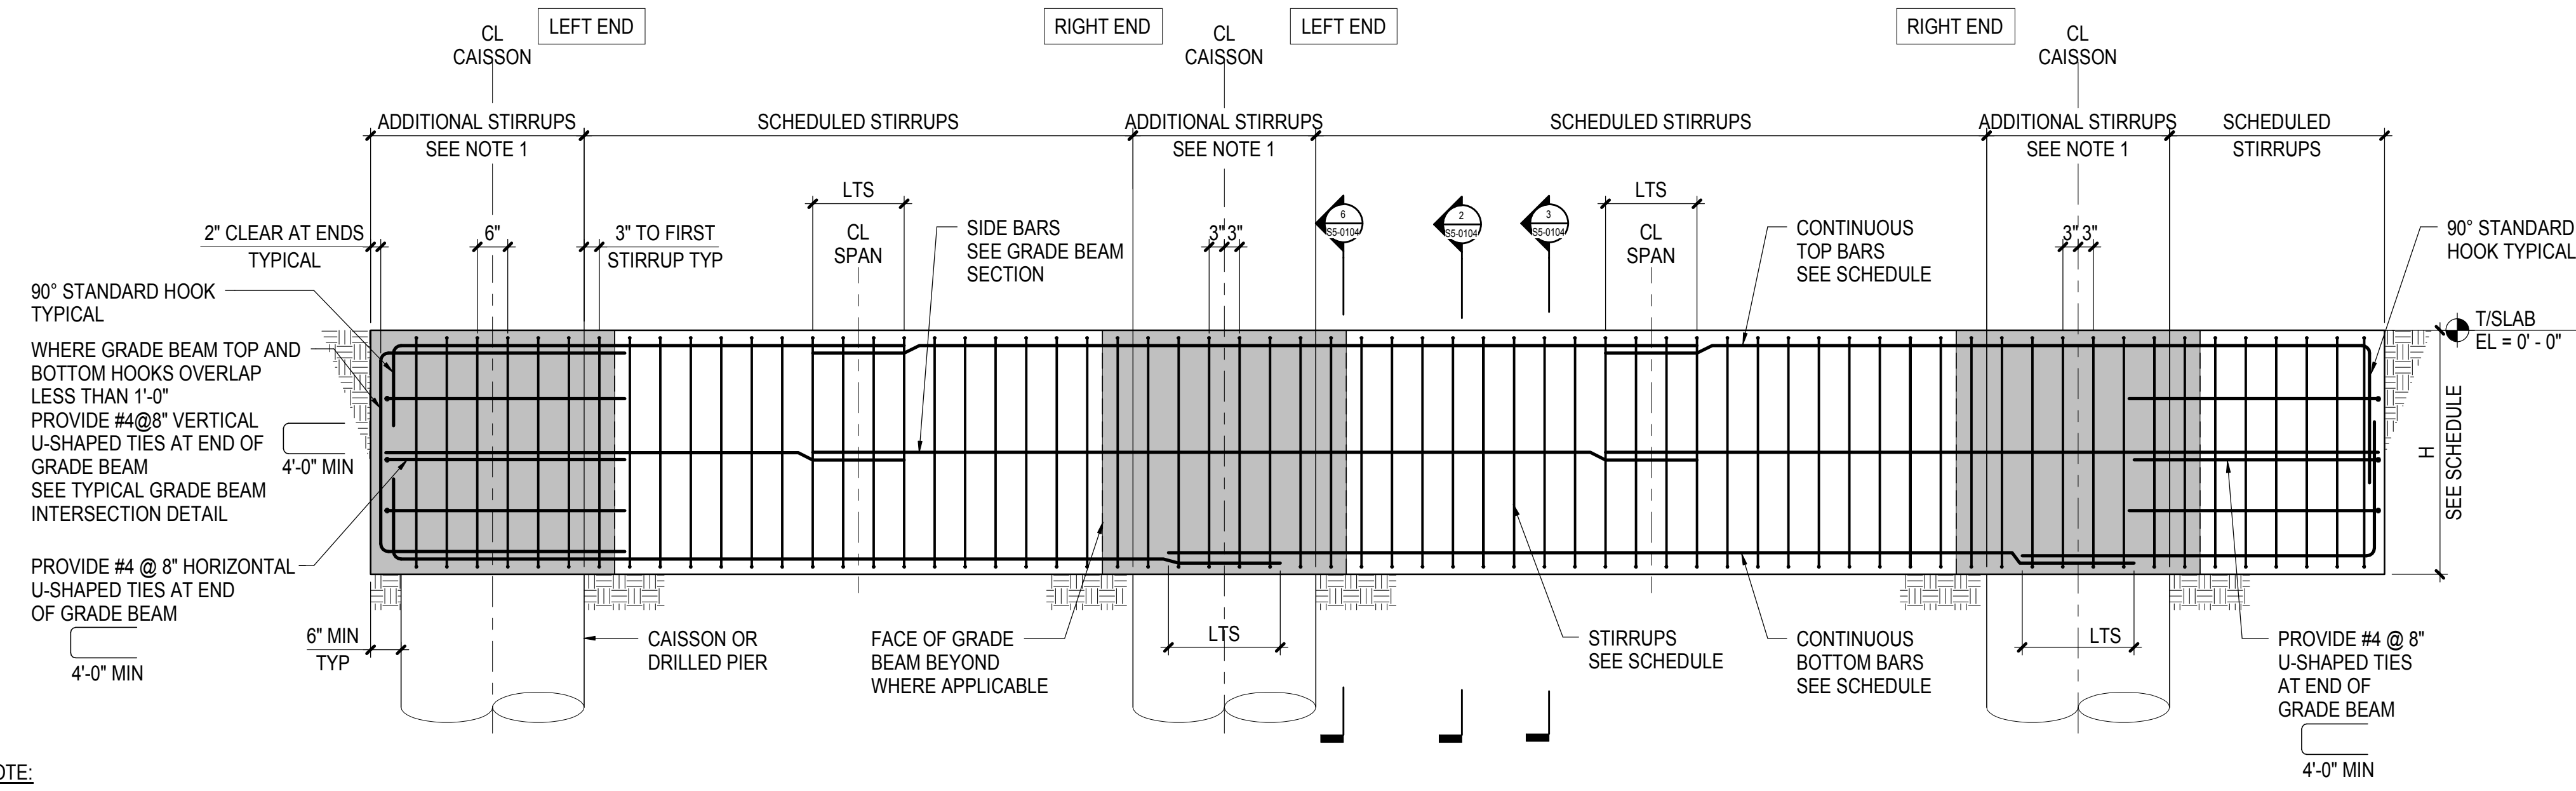 LEFT END
RIGHT END
LEFT END
RIGHT END
CL
CAISSON
CL
CAISSON
CL
CAISSON
ADDITIONAL STIRRUPS
SEE NOTE 1
SCHEDULED STIRRUPS
ADDITIONAL STIRRUPS
SEE NOTE 1
SCHEDULED STIRRUPS
ADDITIONAL STIRRUPS
SEE NOTE 1
SCHEDULED
STIRRUPS
2" CLEAR AT ENDS
TYPICAL
6"
3" TO FIRST
STIRRUP TYP
LTS
CL
SPAN
SIDE BARS
SEE GRADE BEAM
SECTION
3" 3"
6
S5-0104
2
S5-0104
3
S5-0104
LTS
CL
SPAN
CONTINUOUS
TOP BARS
SEE SCHEDULE
3" 3"
90° STANDARD
HOOK TYPICAL
90° STANDARD HOOK
TYPICAL
WHERE GRADE BEAM TOP AND
BOTTOM HOOKS OVERLAP
LESS THAN 1'-0"
PROVIDE #4@8" VERTICAL
U-SHAPED TIES AT END OF
GRADE BEAM
SEE TYPICAL GRADE BEAM
INTERSECTION DETAIL
4'-0" MIN
T/SLAB
EL = 0' - 0"
H
SEE SCHEDULE
PROVIDE #4 @ 8" HORIZONTAL
U-SHAPED TIES AT END
OF GRADE BEAM
4'-0" MIN
6" MIN
TYP
CAISSON OR
DRILLED PIER
FACE OF GRADE
BEAM BEYOND
WHERE APPLICABLE
LTS
STIRRUPS
SEE SCHEDULE
CONTINUOUS
BOTTOM BARS
SEE SCHEDULE
LTS
PROVIDE #4 @ 8"
U-SHAPED TIES
AT END OF
GRADE BEAM
4'-0" MIN
OTE: